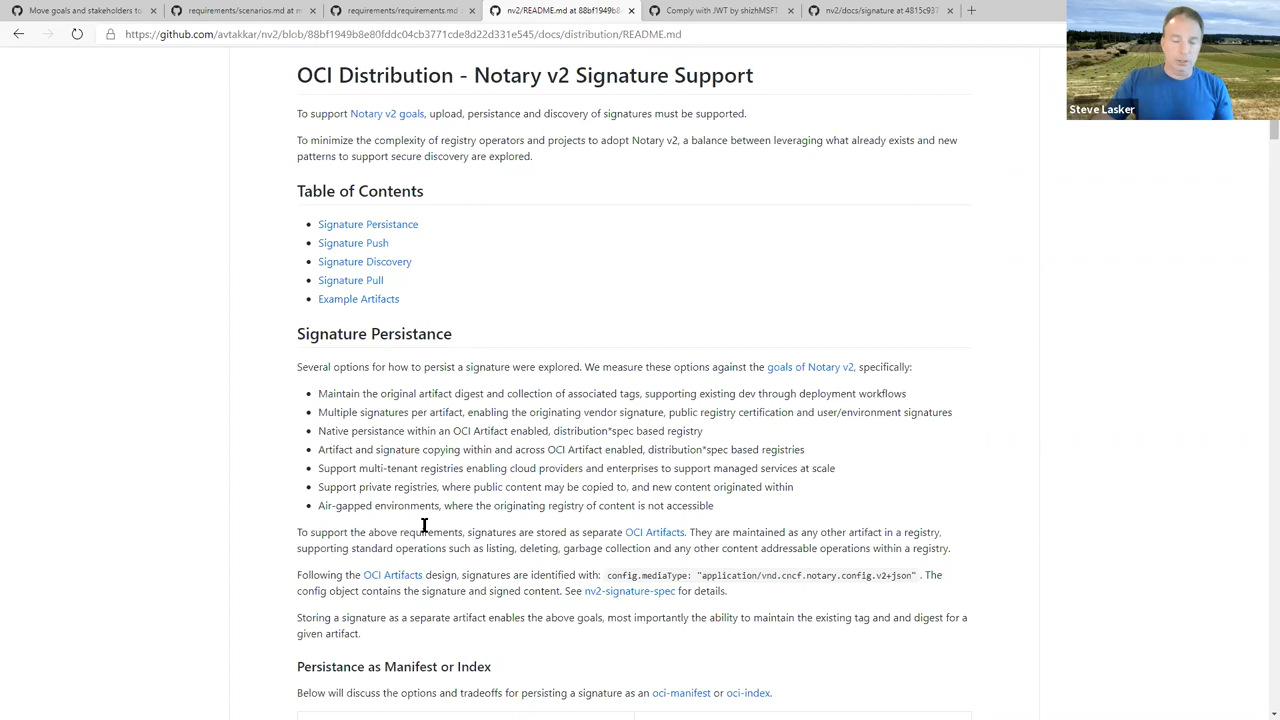 Move goals and stakeholders to
requirements/scenarios.md at m
requirements/requirements.md
nv2/README.md at 88bf1949b8
Comply with JWT by shizhMSFT
nv2/docs/signature at 4815c937
https://github.com/avtakkar/nv2/blob/88bf1949b8e80fddc04cb3771cde8d22d331e545/docs/distribution/README.md
Steve Lasker
OCI Distribution - Notary v2 Signature Support
To support Notary v2 goals, upload, persistence and discovery of signatures must be supported.
To minimize the complexity of registry operators and projects to adopt Notary v2, a balance between leveraging what already exists and new
patterns to support secure discovery are explored.
Table of Contents
• Signature Persistance
• Signature Push
• Signature Discovery
• Signature Pull
• Example Artifacts
Signature Persistance
Several options for how to persist a signature were explored. We measure these options against the goals of Notary v2, specifically:
• Maintain the original artifact digest and collection of associated tags, supporting existing dev through deployment workflows
• Multiple signatures per artifact, enabling the originating vendor signature, public registry certification and user/environment signatures
• Native persistance within an OCI Artifact enabled, distribution*spec based registry
• Artifact and signature copying within and across OCI Artifact enabled, distribution*spec based registries
• Support multi-tenant registries enabling cloud providers and enterprises to support managed services at scale
• Support private registries, where public content may be copied to, and new content originated within
• Air-gapped environments, where the originating registry of content is not accessible
To support the above requirements, signatures are stored as separate OCI Artifacts. They are maintained as any other artifact in a registry,
supporting standard operations such as listing, deleting, garbage collection and any other content addressable operations within a registry.
Following the OCI Artifacts design, signatures are identified with: config.mediaType: "application/vnd.cncf.notary.config.v2+json" . The
config object contains the signature and signed content. See nv2-signature-spec for details.
Storing a signature as a separate artifact enables the above goals, most importantly the ability to maintain the existing tag and and digest for a
given artifact.
Persistance as Manifest or Index
Below will discuss the options and tradeoffs for persisting a signature as an oci-manifest or oci-index.